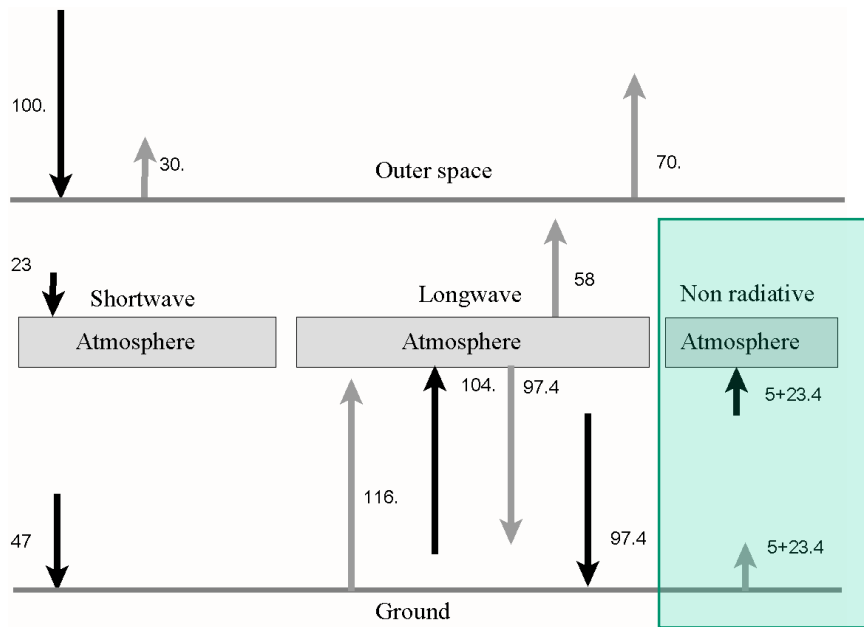 100.
30.
Outer space
70.
23
58
Shortwave
Longwave
Non radiative
Atmosphere
Atmosphere
Atmosphere
104.
97.4
5+23.4
116.
47
97.4
5+23.4
Ground